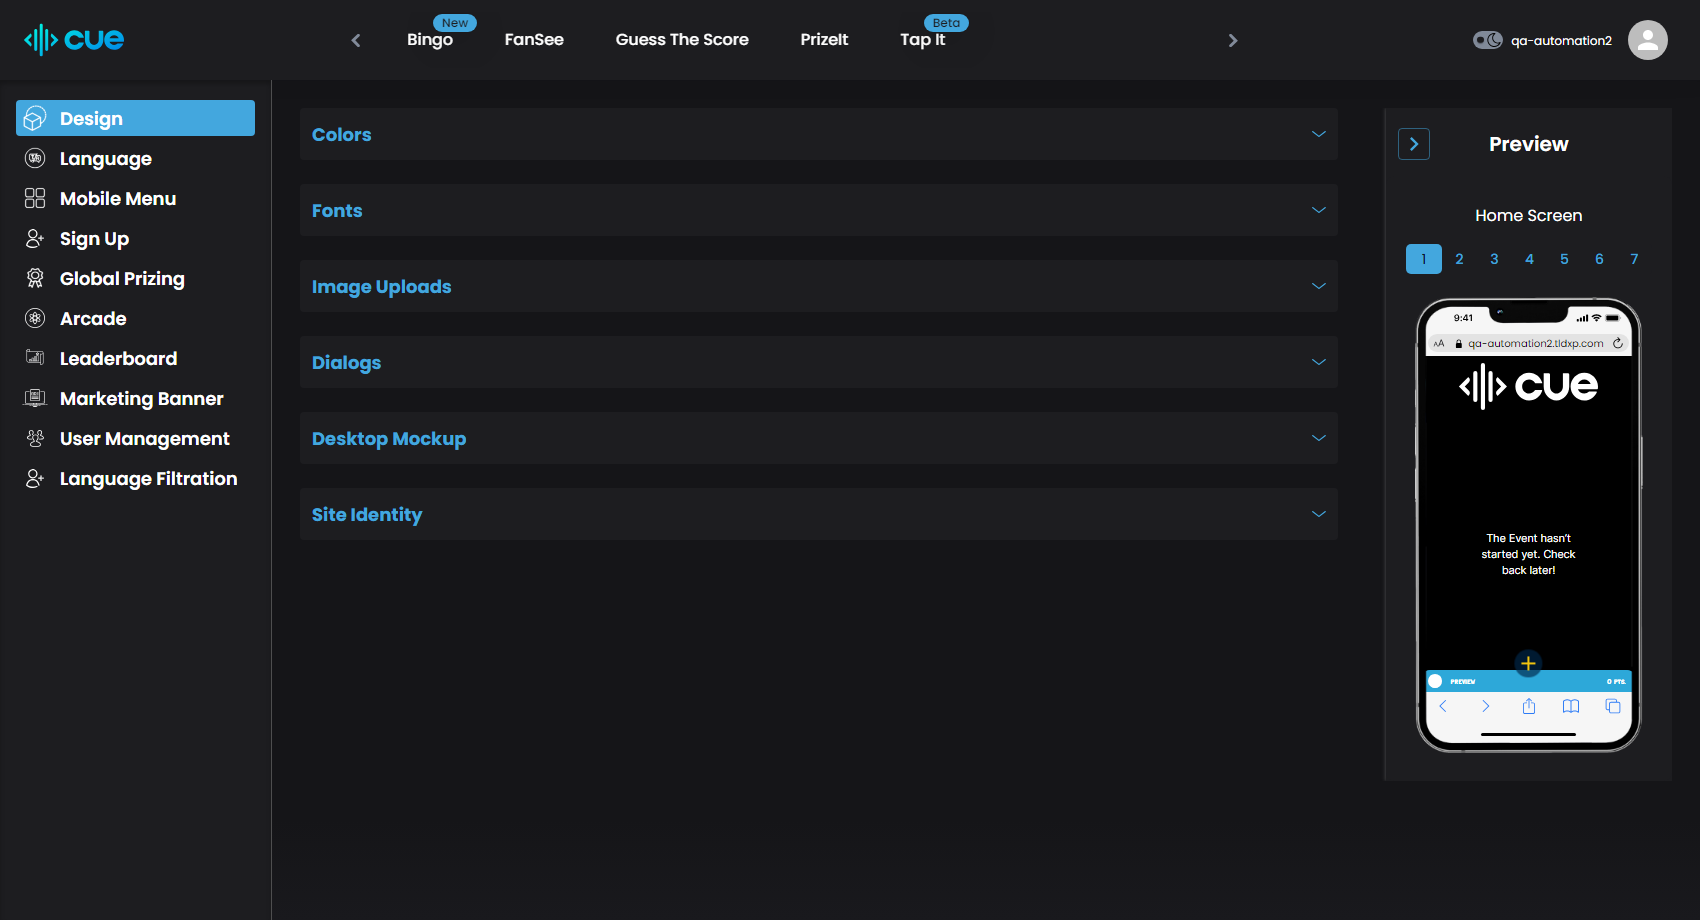 cue
New
Bingo
FanSee
Guess The Score
PrizeIt
Beta
Tap It
qa-automation2
Design
Language
Mobile Menu
Sign Up
Global Prizing
Arcade
Leaderboard
Marketing Banner
User Management
Language Filtration
Colors
Fonts
Image Uploads
Dialogs
Desktop Mockup
Site Identity
Preview
Home Screen
1 2 3 4 5 6 7
9:41
AA qa-automation2.tldxp.com
cue
The Event hasn't
started yet. Check
back later!
PREVIEW 0 PTS.